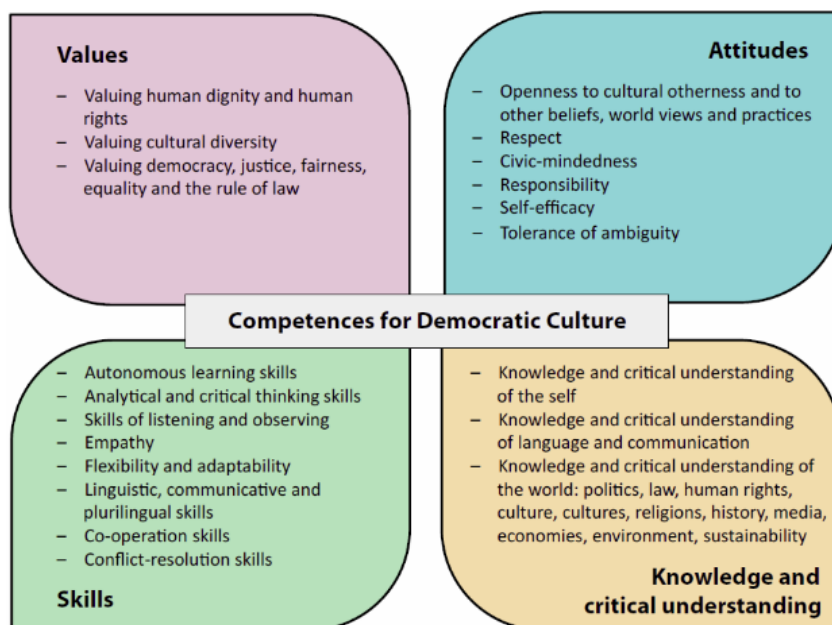 Values
– Valuing human dignity and human
rights
– Valuing cultural diversity
– Valuing democracy, justice, fairness,
equality and the rule of law
Attitudes
– Openness to cultural otherness and to
other beliefs, world views and practices
– Respect
– Civic-mindedness
– Responsibility
– Self-efficacy
– Tolerance of ambiguity
Competences for Democratic Culture
– Autonomous learning skills
– Analytical and critical thinking skills
– Skills of listening and observing
– Empathy
– Flexibility and adaptability
– Linguistic, communicative and
plurilingual skills
– Co-operation skills
– Conflict-resolution skills
Skills
– Knowledge and critical understanding
of the self
– Knowledge and critical understanding
of language and communication
– Knowledge and critical understanding of
the world: politics, law, human rights,
culture, cultures, religions, history, media,
economies, environment, sustainability
Knowledge and
critical understanding